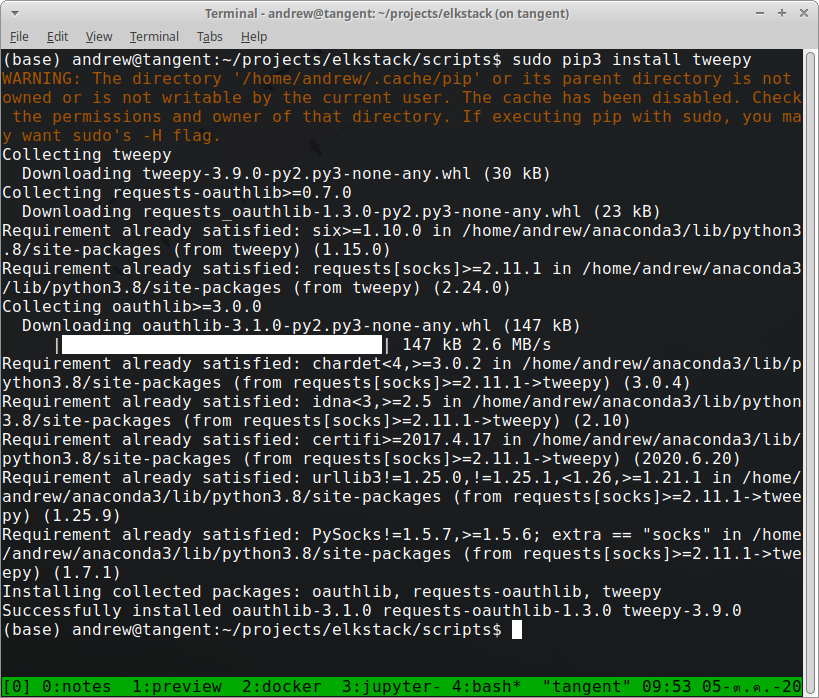 Terminal - andrew@tangent: ~/projects/elkstack (on tangent)
File Edit View Terminal Tabs Help
(base) andrew@tangent:~/projects/elkstack/scripts$ sudo pip3 install tweepy
WARNING: The directory '/home/andrew/.cache/pip' or its parent directory is not
owned or is not writable by the current user. The cache has been disabled. Check
 the permissions and owner of that directory. If executing pip with sudo, you ma
y want sudo's -H flag.
Collecting tweepy
  Downloading tweepy-3.9.0-py2.py3-none-any.whl (30 kB)
Collecting requests-oauthlib>=0.7.0
  Downloading requests_oauthlib-1.3.0-py2.py3-none-any.whl (23 kB)
Requirement already satisfied: six>=1.10.0 in /home/andrew/anaconda3/lib/python3
.8/site-packages (from tweepy) (1.15.0)
Requirement already satisfied: requests[socks]>=2.11.1 in /home/andrew/anaconda3
/lib/python3.8/site-packages (from tweepy) (2.24.0)
Collecting oauthlib>=3.0.0
  Downloading oauthlib-3.1.0-py2.py3-none-any.whl (147 kB)
     | | 147 kB 2.6 MB/s
Requirement already satisfied: chardet<4,>=3.0.2 in /home/andrew/anaconda3/lib/p
ython3.8/site-packages (from requests[socks]>=2.11.1->tweepy) (3.0.4)
Requirement already satisfied: idna<3,>=2.5 in /home/andrew/anaconda3/lib/python
3.8/site-packages (from requests[socks]>=2.11.1->tweepy) (2.10)
Requirement already satisfied: certifi>=2017.4.17 in /home/andrew/anaconda3/lib/
python3.8/site-packages (from requests[socks]>=2.11.1->tweepy) (2020.6.20)
Requirement already satisfied: urllib3!=1.25.0,!=1.25.1,<1.26,>=1.21.1 in /home/
andrew/anaconda3/lib/python3.8/site-packages (from requests[socks]>=2.11.1->twee
py) (1.25.9)
Requirement already satisfied: PySocks!=1.5.7,>=1.5.6; extra == "socks" in /home
/andrew/anaconda3/lib/python3.8/site-packages (from requests[socks]>=2.11.1->twe
epy) (1.7.1)
Installing collected packages: oauthlib, requests-oauthlib, tweepy
Successfully installed oauthlib-3.1.0 requests-oauthlib-1.3.0 tweepy-3.9.0
(base) andrew@tangent:~/projects/elkstack/scripts$
[0] 0:notes  1:preview  2:docker  3:jupyter- 4:bash*  "tangent" 09:53 05-ต.ค.-20